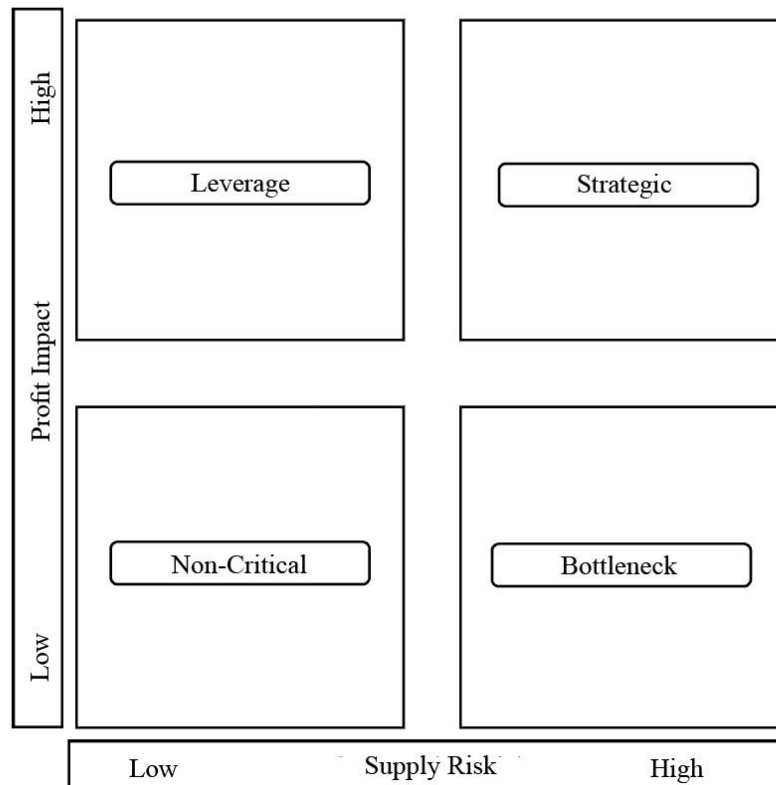 High
Leverage
Strategic
Profit Impact
Non-Critical
Bottleneck
Low
Low
Supply Risk
High